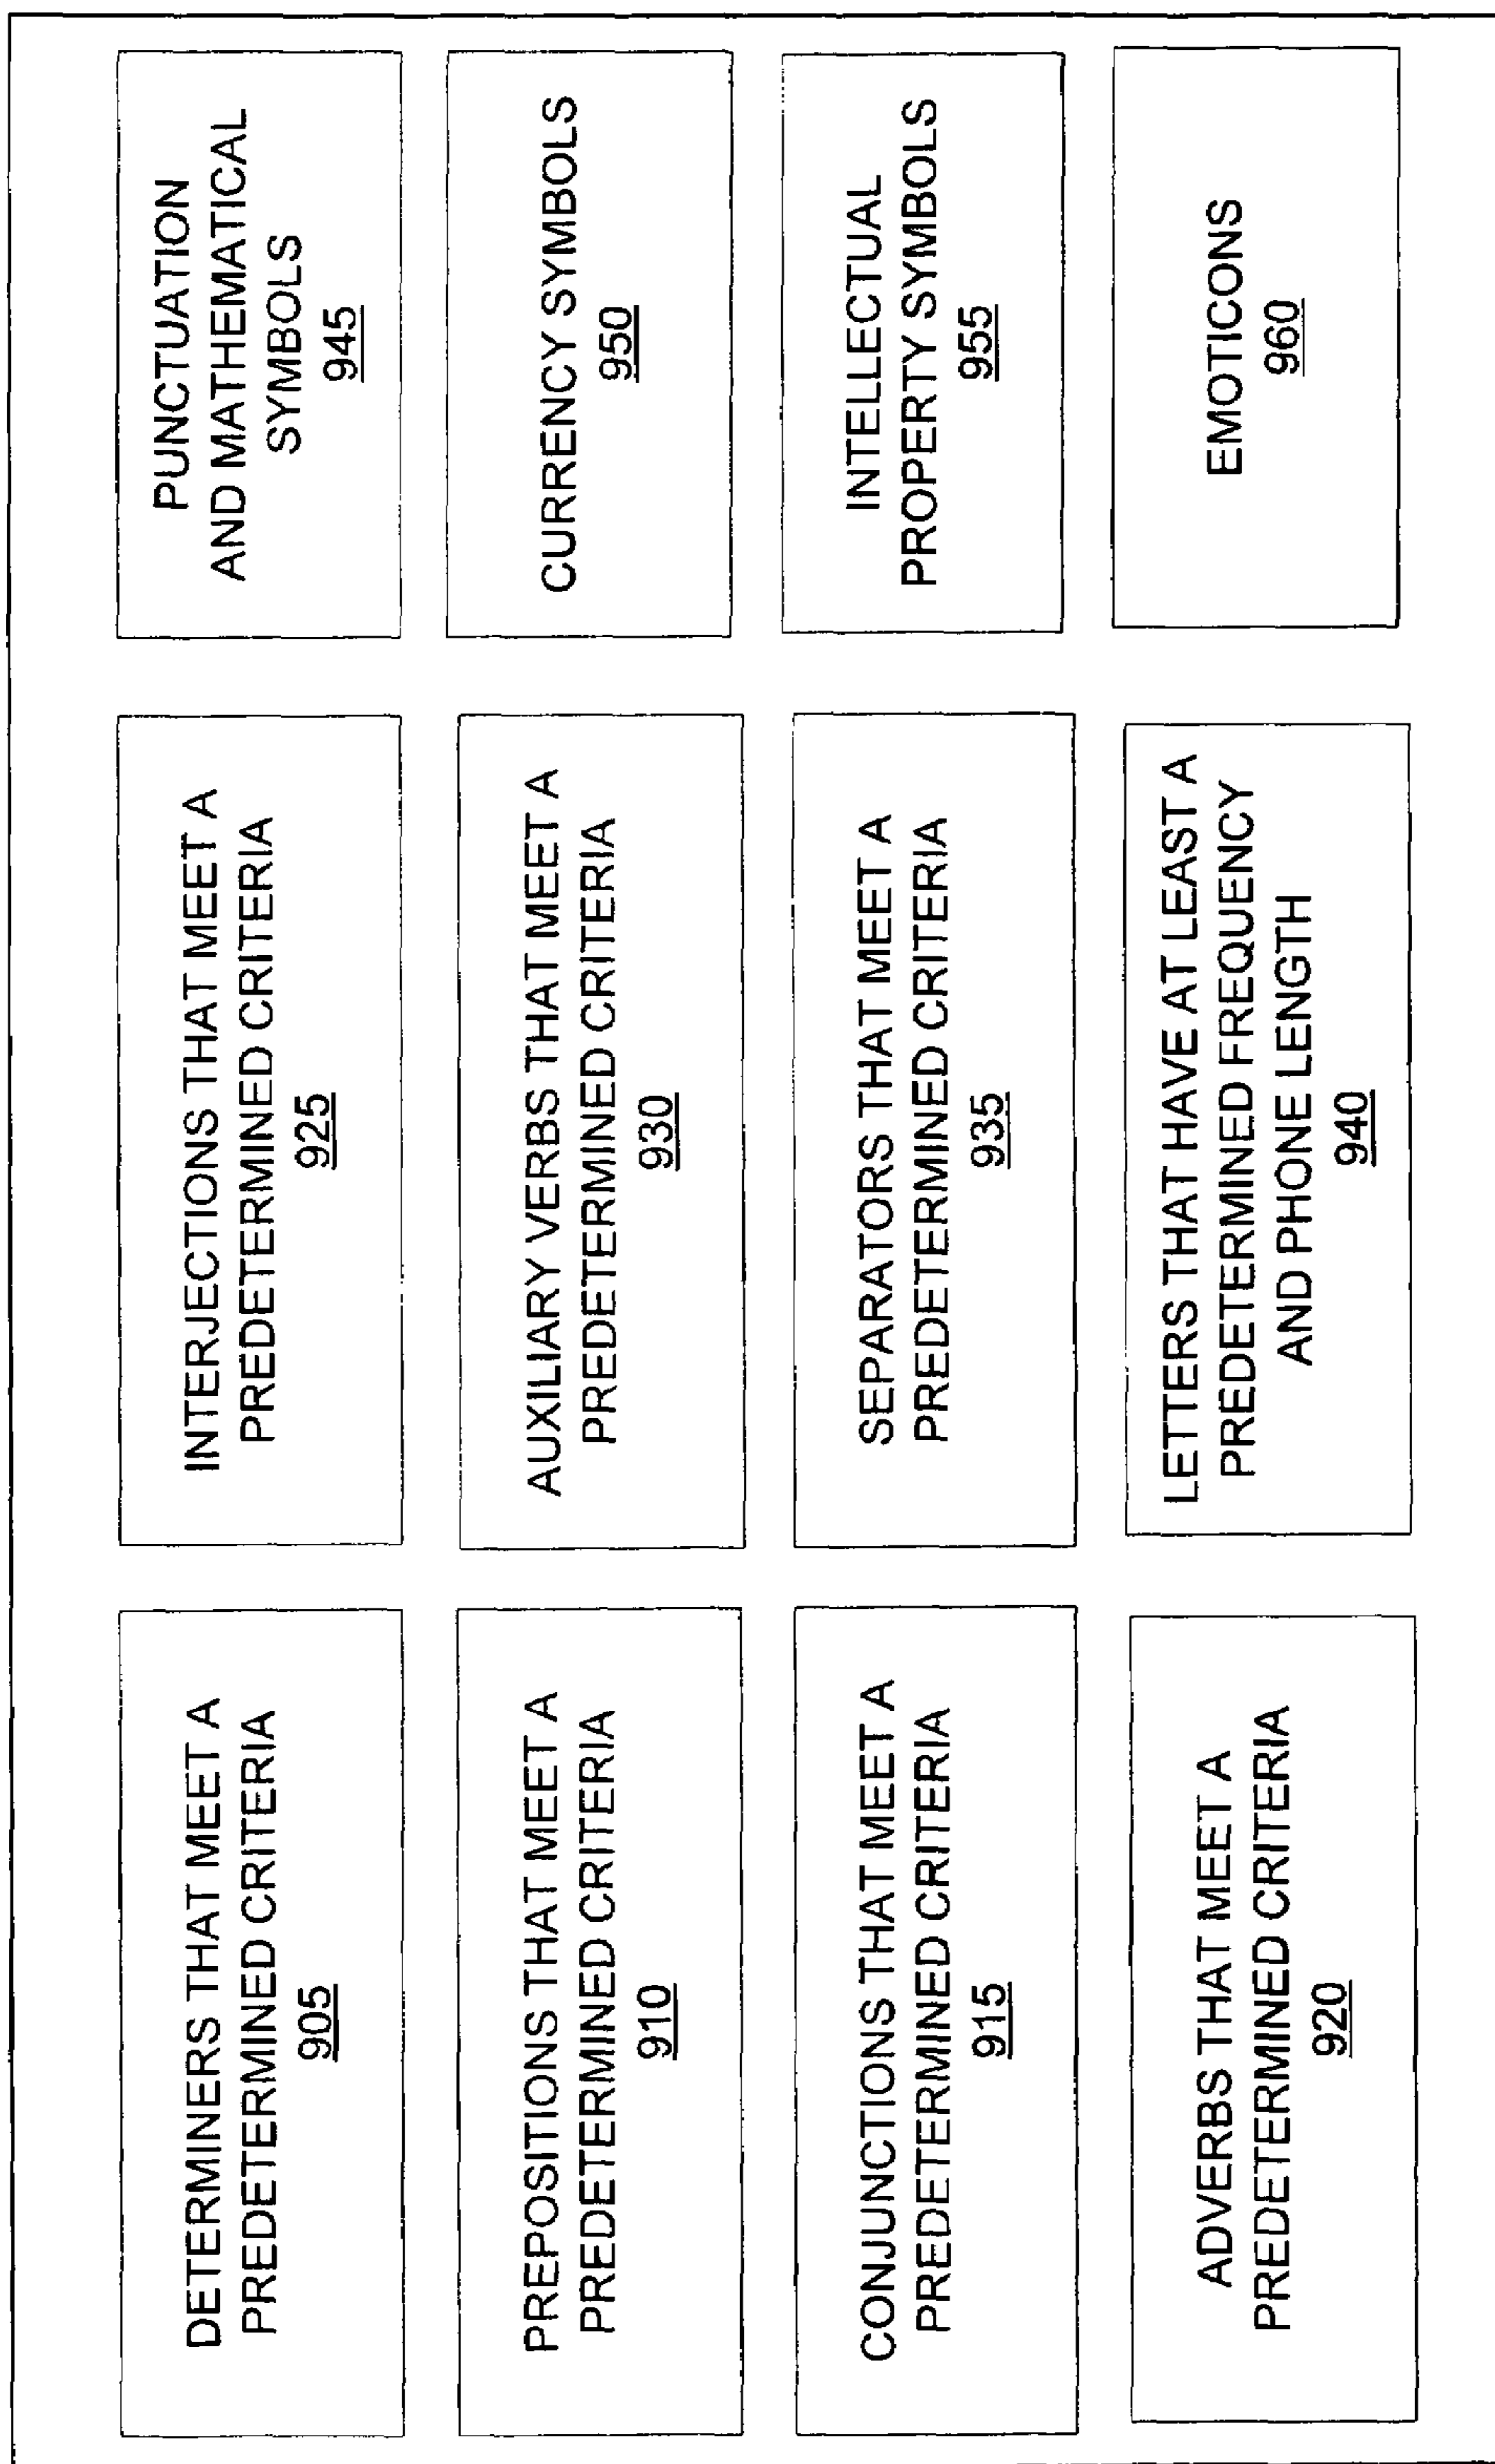 DETERMINERS THAT MEET A
PREDETERMINED CRITERIA
905
PREPOSITIONS THAT MEET A
PREDETERMINED CRITERIA
910
CONJUNCTIONS THAT MEET A
PREDETERMINED CRITERIA
915
ADVERBS THAT MEET A
PREDETERMINED CRITERIA
920
INTERJECTIONS THAT MEET A
PREDETERMINED CRITERIA
925
AUXILIARY VERBS THAT MEET A
PREDETERMINED CRITERIA
930
SEPARATORS THAT MEET A
PREDETERMINED CRITERIA
935
LETTERS THAT HAVE AT LEAST A
PREDETERMINED FREQUENCY
AND PHONE LENGTH
940
PUNCTUATION
AND MATHEMATICAL
SYMBOLS
945
CURRENCY SYMBOLS
950
INTELLECTUAL
PROPERTY SYMBOLS
955
EMOTICONS
960